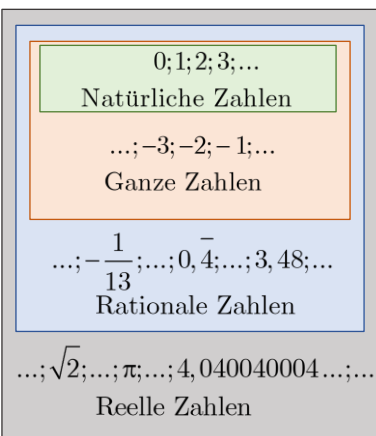 0;1;2;3;...
Natürliche Zahlen
...;−3;−2;−1;...
Ganze Zahlen
...;−1/13;...;0,4̅;...;3,48;...
Rationale Zahlen
...;√2;...;π;...;4,040040004...;...
Reelle Zahlen